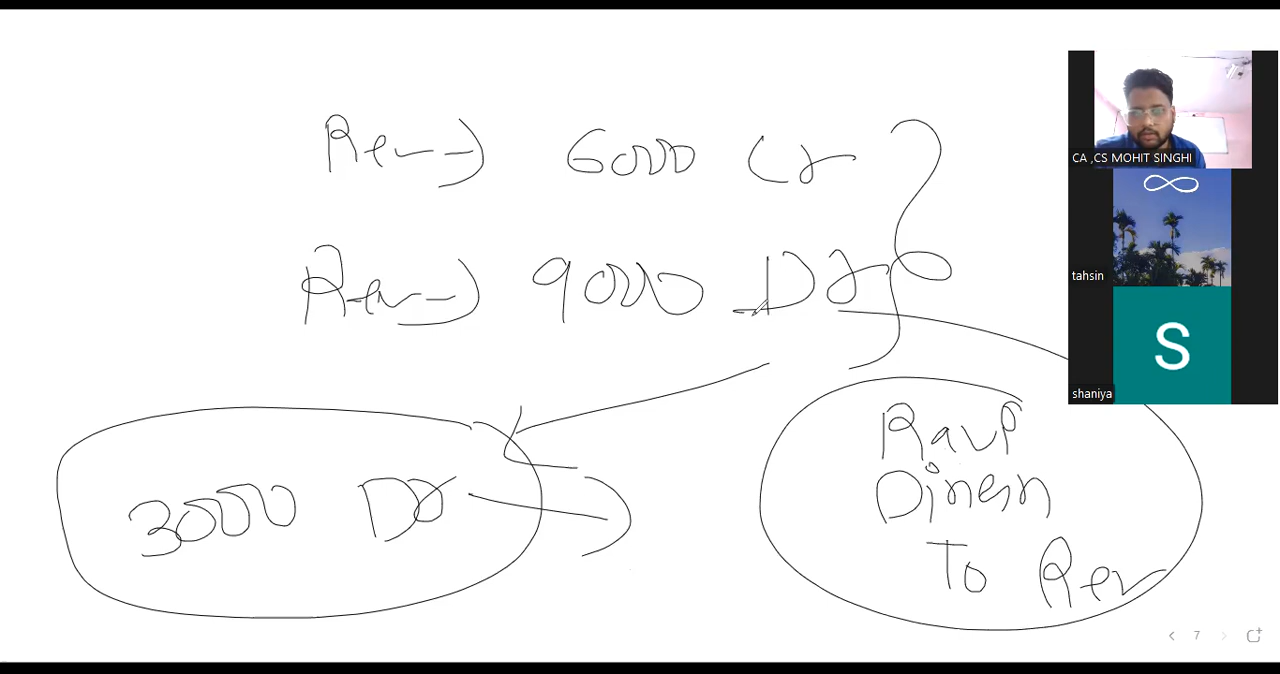 Rev → 6000 Cr
Rev → 9000 Dr
3000 Dr →
Ravi
Dinesh
To Rev
CA ,CS MOHIT SINGHI
tahsin
S
shaniya
7